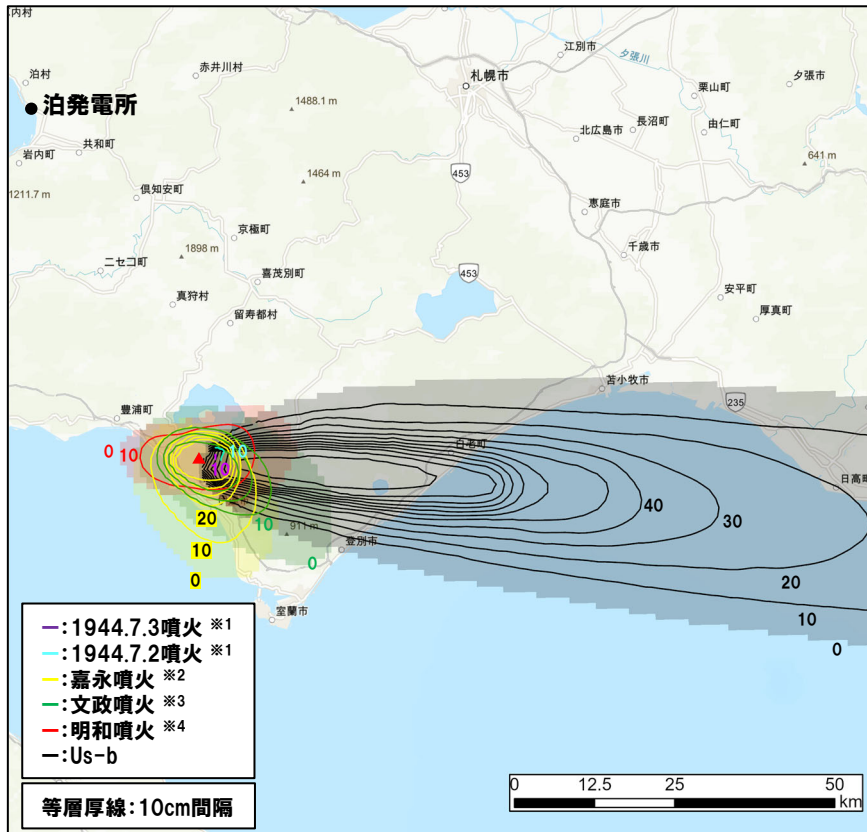 内村
江別市
夕張川
泊村
赤井川村
札幌市
栗山町
夕張市
1488.1 m
泊発電所
北広島市
長沼町
由仁町
共和町
岩内町
1464 m
453
641 m
1211.7 m
倶知安町
恵庭市
京極町
千歳市
1898 m
ニセコ町
喜茂別町
453
安平町
真狩村
厚真町
留寿都村
苫小牧市
豊浦町
235
白老町
0
10
10
10
日高町
40
30
20
10
911 m
登別市
10
0
0
20
10
0
室蘭市
ー:1944.7.3噴火 ※1
ー:1944.7.2噴火 ※1
ー:嘉永噴火 ※2
ー:文政噴火 ※3
ー:明和噴火 ※4
ー:Us-b
等層厚線:10cm間隔
0 12.5 25 50
km